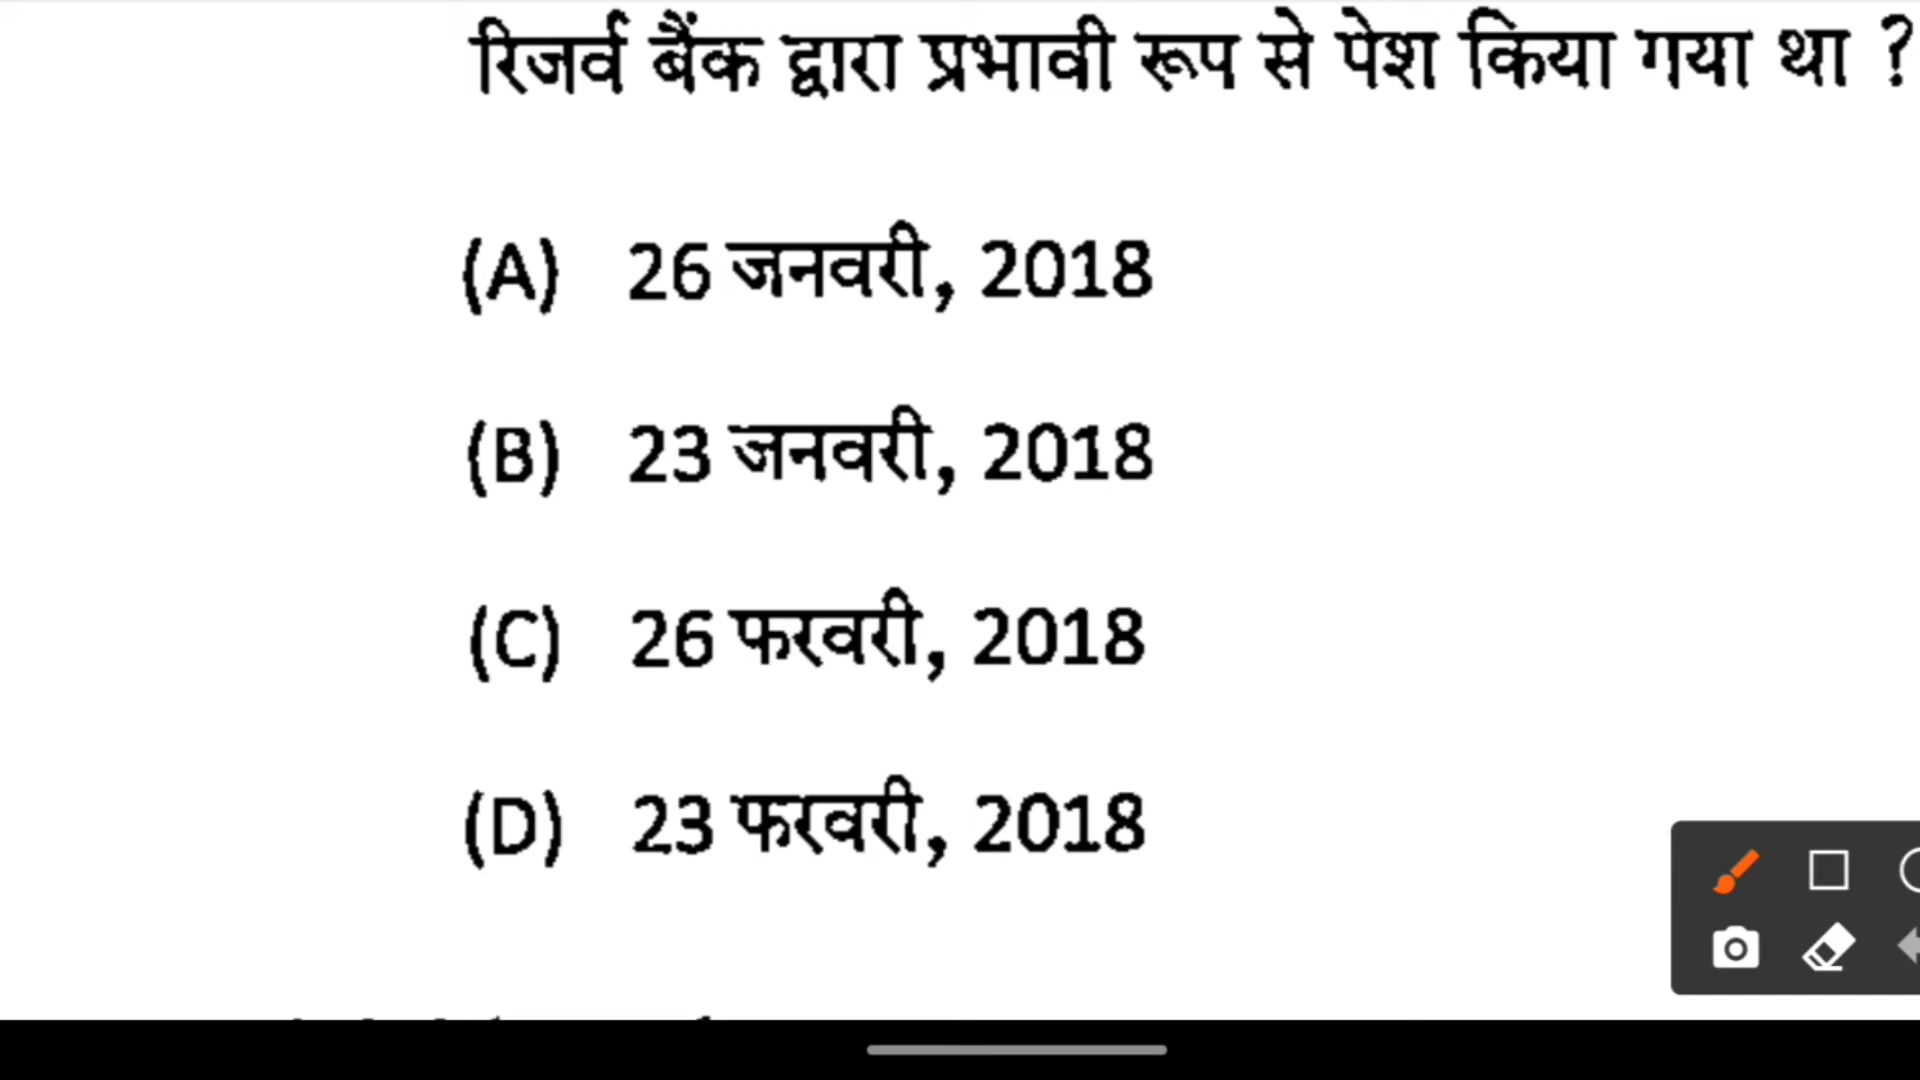 रिजर्व बैंक द्वारा प्रभावी रूप से पेश किया गया था ?
(A) 26 जनवरी, 2018
(B) 23 जनवरी, 2018
(C) 26 फरवरी, 2018
(D) 23 फरवरी, 2018